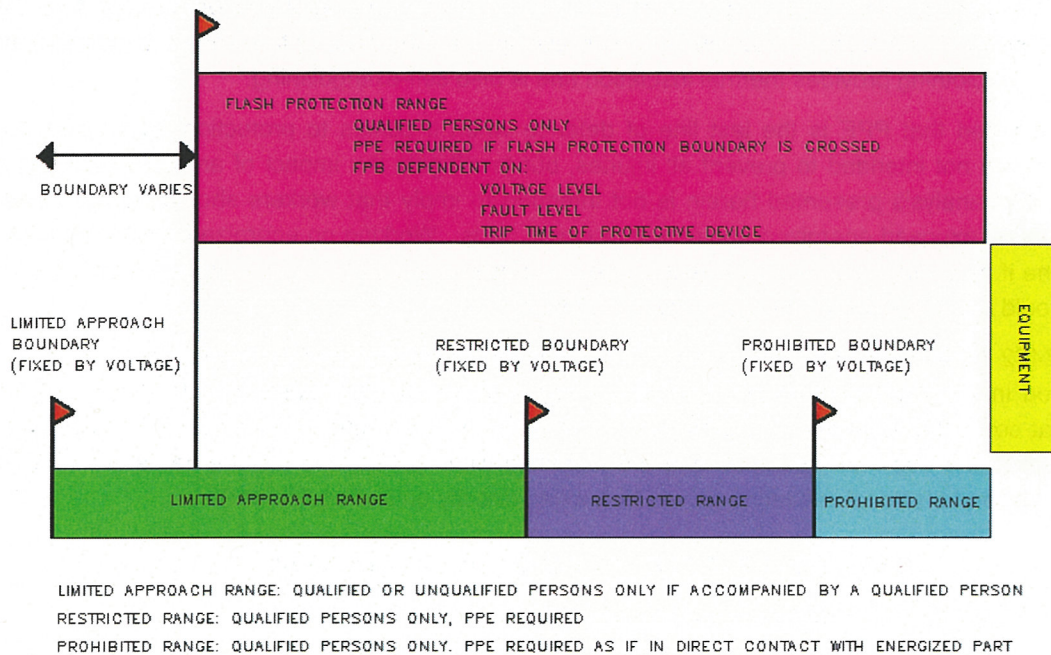 FLASH PROTECTION RANGE
QUALIFIED PERSONS ONLY
PPE REQUIRED IF FLASH PROTECTION BOUNDARY IS CROSSED
FPB DEPENDENT ON:
VOLTAGE LEVEL
FAULT LEVEL
TRIP TIME OF PROTECTIVE DEVICE
BOUNDARY VARIES
LIMITED APPROACH
BOUNDARY
(FIXED BY VOLTAGE)
RESTRICTED BOUNDARY
(FIXED BY VOLTAGE)
PROHIBITED BOUNDARY
(FIXED BY VOLTAGE)
EQUIPMENT
LIMITED APPROACH RANGE
RESTRICTED RANGE
PROHIBITED RANGE
LIMITED APPROACH RANGE: QUALIFIED OR UNQUALIFIED PERSONS ONLY IF ACCOMPANIED BY A QUALIFIED PERSON
RESTRICTED RANGE: QUALIFIED PERSONS ONLY, PPE REQUIRED
PROHIBITED RANGE: QUALIFIED PERSONS ONLY. PPE REQUIRED AS IF IN DIRECT CONTACT WITH ENERGIZED PART